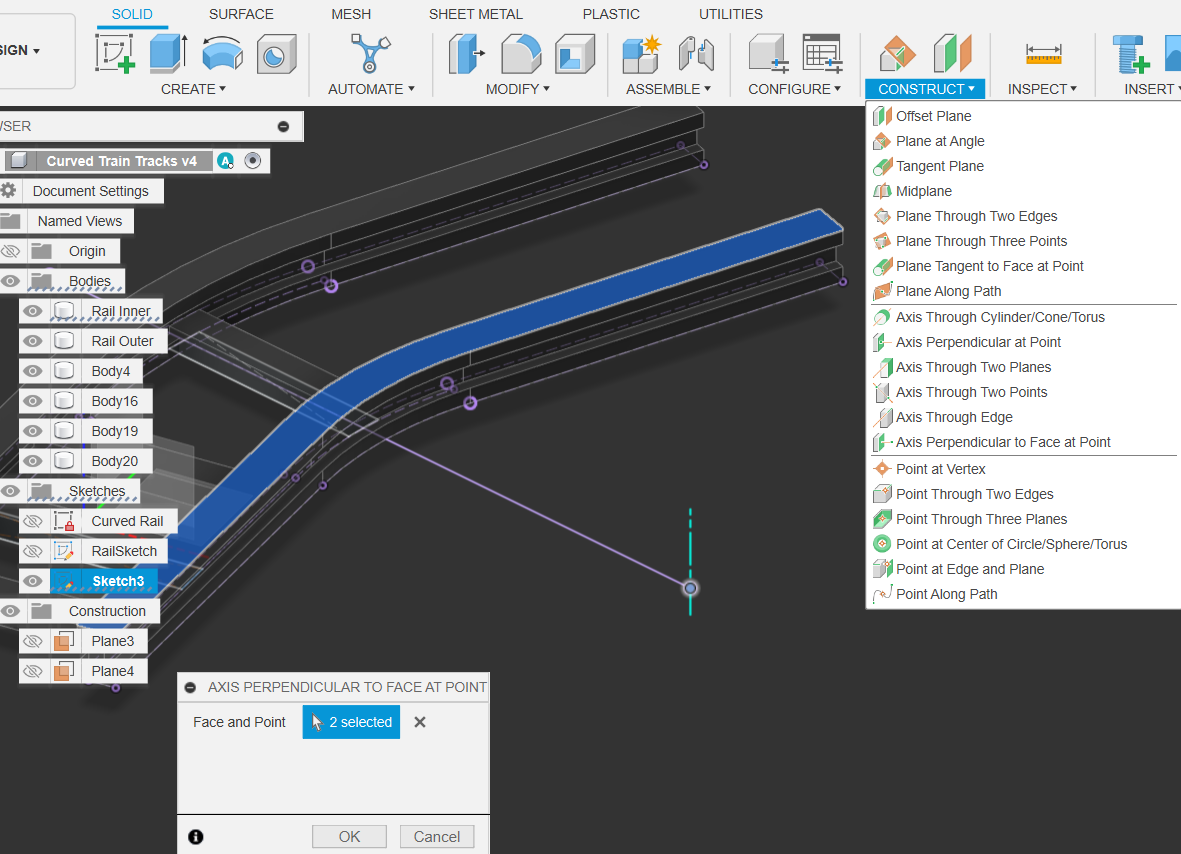 SOLID SURFACE MESH SHEET METAL PLASTIC UTILITIES
SIGN
CREATE AUTOMATE MODIFY ASSEMBLE CONFIGURE CONSTRUCT INSPECT INSERT
WSER
Curved Train Tracks v4 A
Document Settings
Named Views
Origin
Bodies
Rail Inner
Rail Outer
Body4
Body16
Body19
Body20
Sketches
Curved Rail
RailSketch
Sketch3
Construction
Plane3
Plane4
Offset Plane
Plane at Angle
Tangent Plane
Midplane
Plane Through Two Edges
Plane Through Three Points
Plane Tangent to Face at Point
Plane Along Path
Axis Through Cylinder/Cone/Torus
Axis Perpendicular at Point
Axis Through Two Planes
Axis Through Two Points
Axis Through Edge
Axis Perpendicular to Face at Point
Point at Vertex
Point Through Two Edges
Point Through Three Planes
Point at Center of Circle/Sphere/Torus
Point at Edge and Plane
Point Along Path
AXIS PERPENDICULAR TO FACE AT POINT
Face and Point 2 selected
OK Cancel